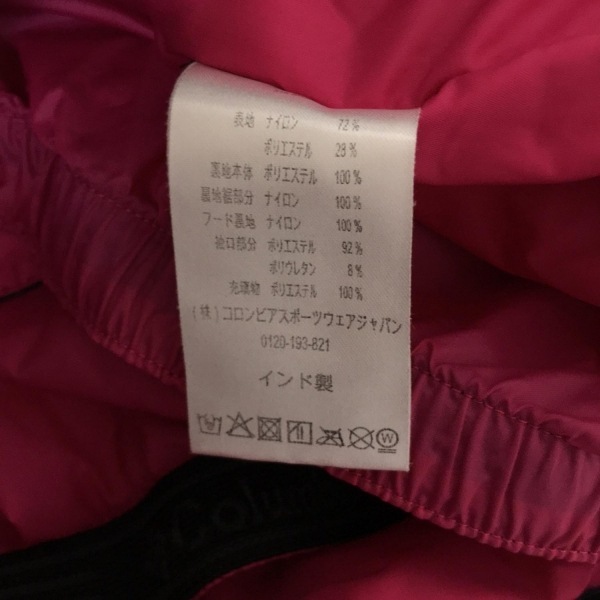 表地 ナイロン 72%
ポリエステル 28%
裏地本体 ポリエステル 100%
裏地裾部分 ナイロン 100%
フード裏地 ナイロン 100%
袖口部分 ポリエステル 92%
ポリウレタン 8%
充填物 ポリエステル 100%
(株)コロンビアスポーツウェアジャパン
0120-193-821
インド製
W